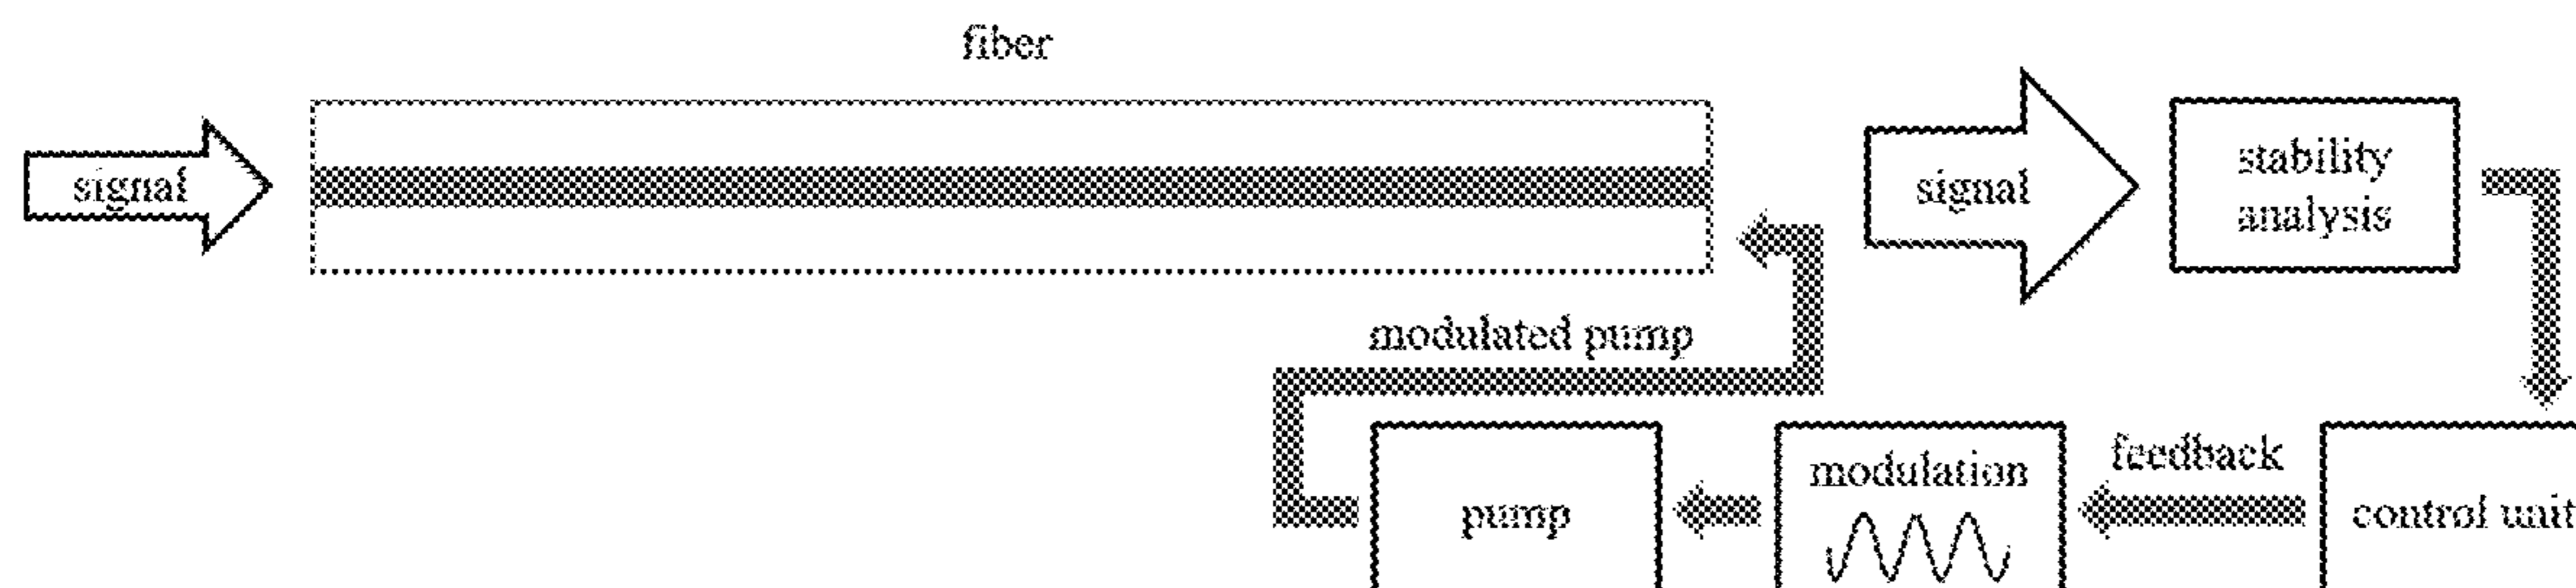 fiber
signal
signal
stability
analysis
modulated pump
pump
modulation
feedback
control unit